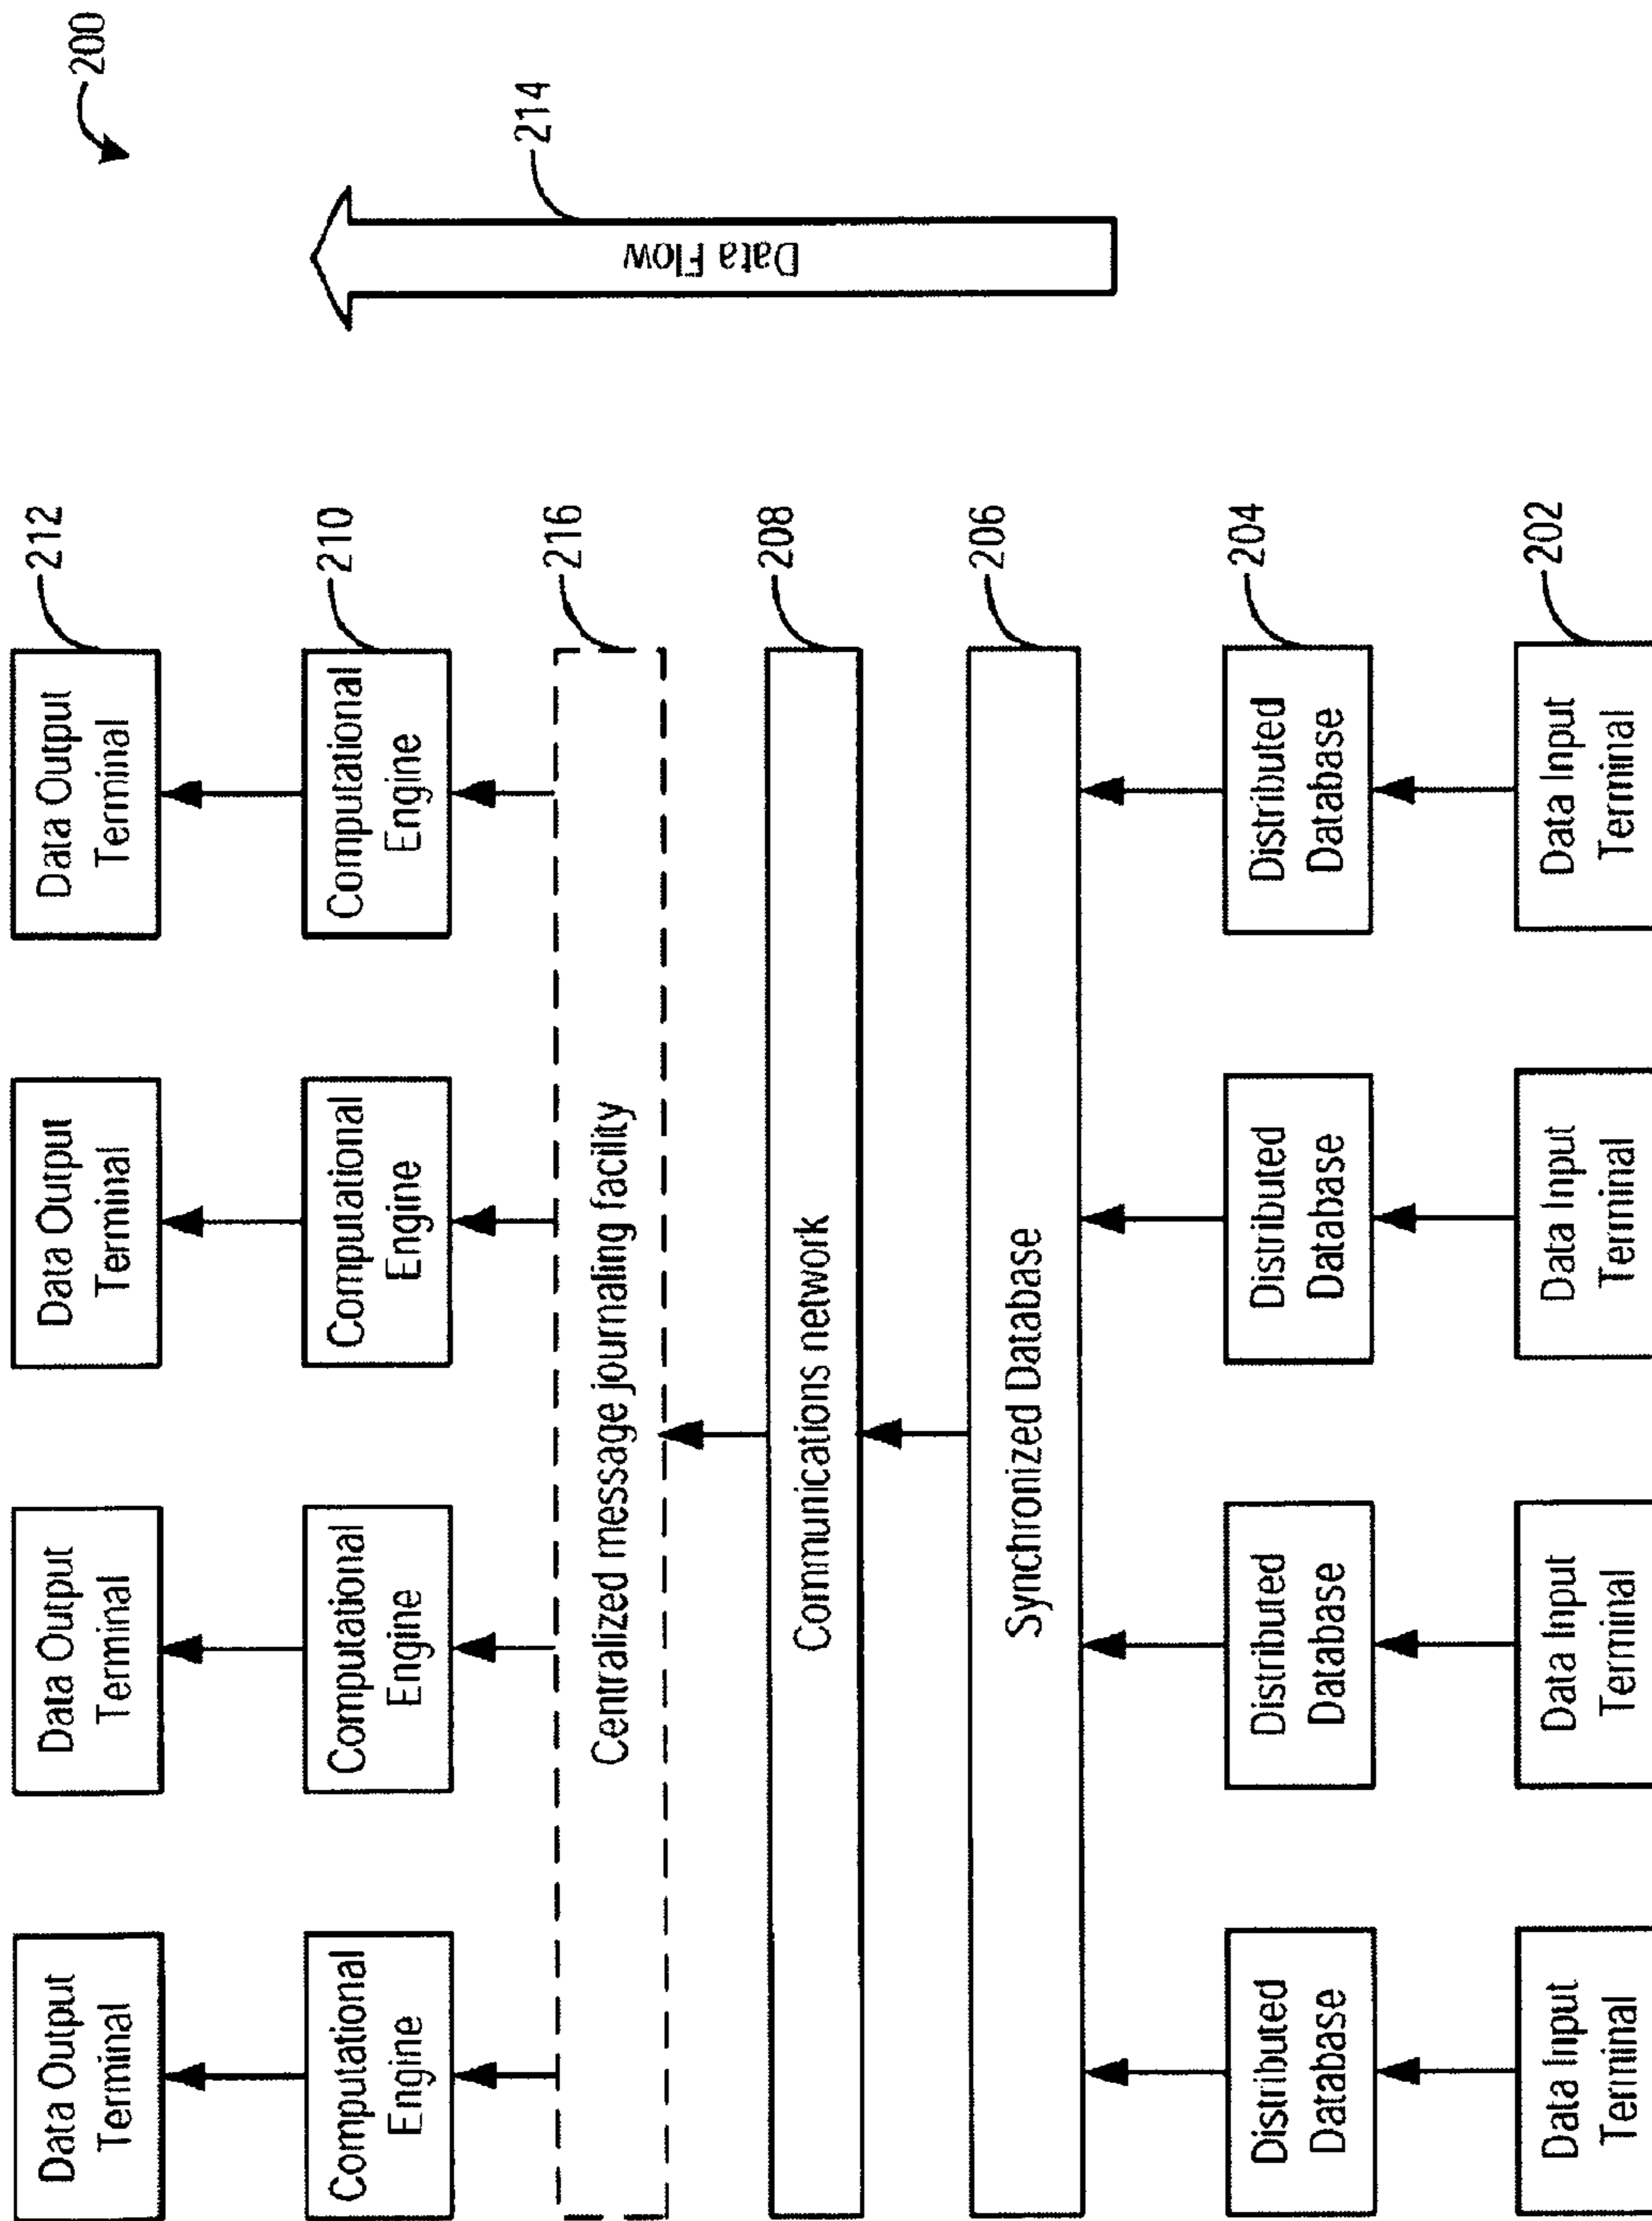 200
Data Flow
214
Data Output
Terminal
Data Output
Terminal
Data Output
Terminal
Data Output
Terminal
212
Computational
Engine
Computational
Engine
Computational
Engine
Computational
Engine
210
Centralized message journaling facility
216
Communications network
208
Synchronized Database
206
Distributed
Database
Distributed
Database
Distributed
Database
Distributed
Database
204
Data Input
Terminal
Data Input
Terminal
Data Input
Terminal
Data Input
Terminal
202